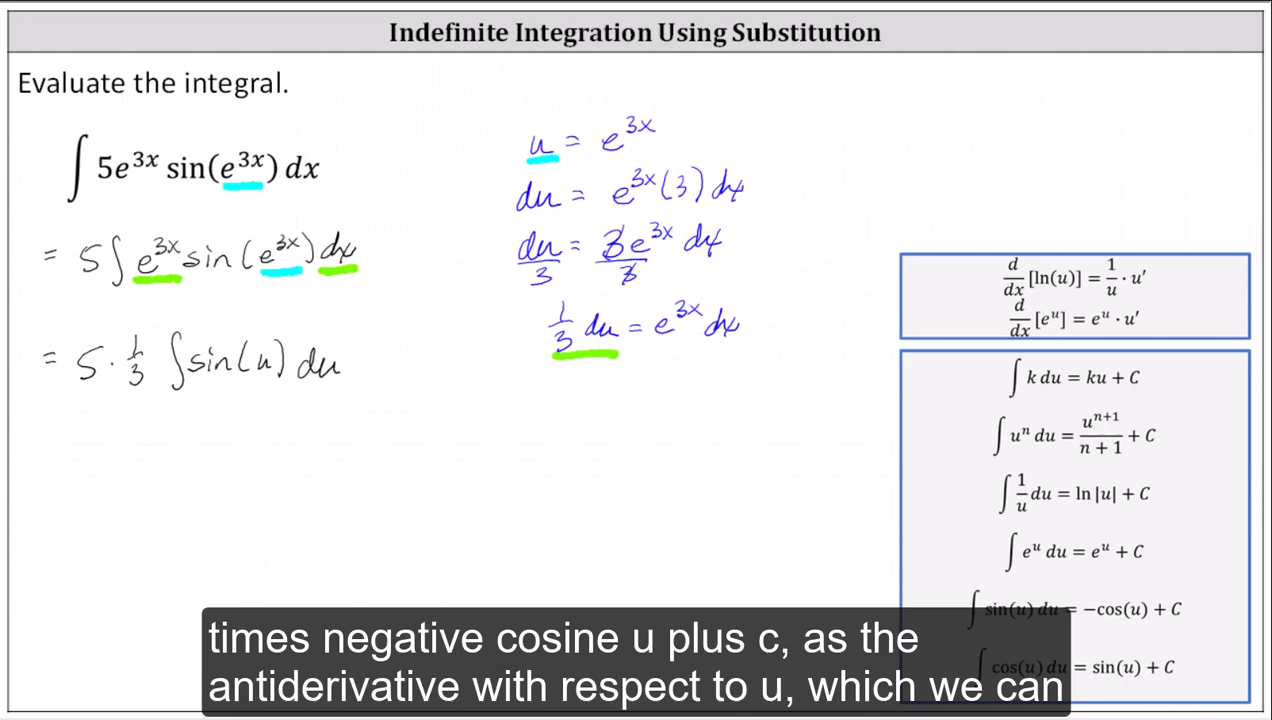 Indefinite Integration Using Substitution
Evaluate the integral.
∫ 5e^{3x} sin(e^{3x}) dx
= 5 ∫ e^{3x} sin(e^{3x}) dx
= 5 · 1/3 ∫ sin(u) du
u = e^{3x}
du = e^{3x}(3) dx
du/3 = 3e^{3x}/3 dx
1/3 du = e^{3x} dx
d/dx [ln(u)] = 1/u · u′
d/dx [e^u] = e^u · u′
∫ k du = ku + C
∫ u^n du = u^{n+1}/(n + 1) + C
∫ 1/u du = ln |u| + C
∫ e^u du = e^u + C
∫ sin(u) du = −cos(u) + C
∫ cos(u) du = sin(u) + C
times negative cosine u plus c, as the
antiderivative with respect to u, which we can